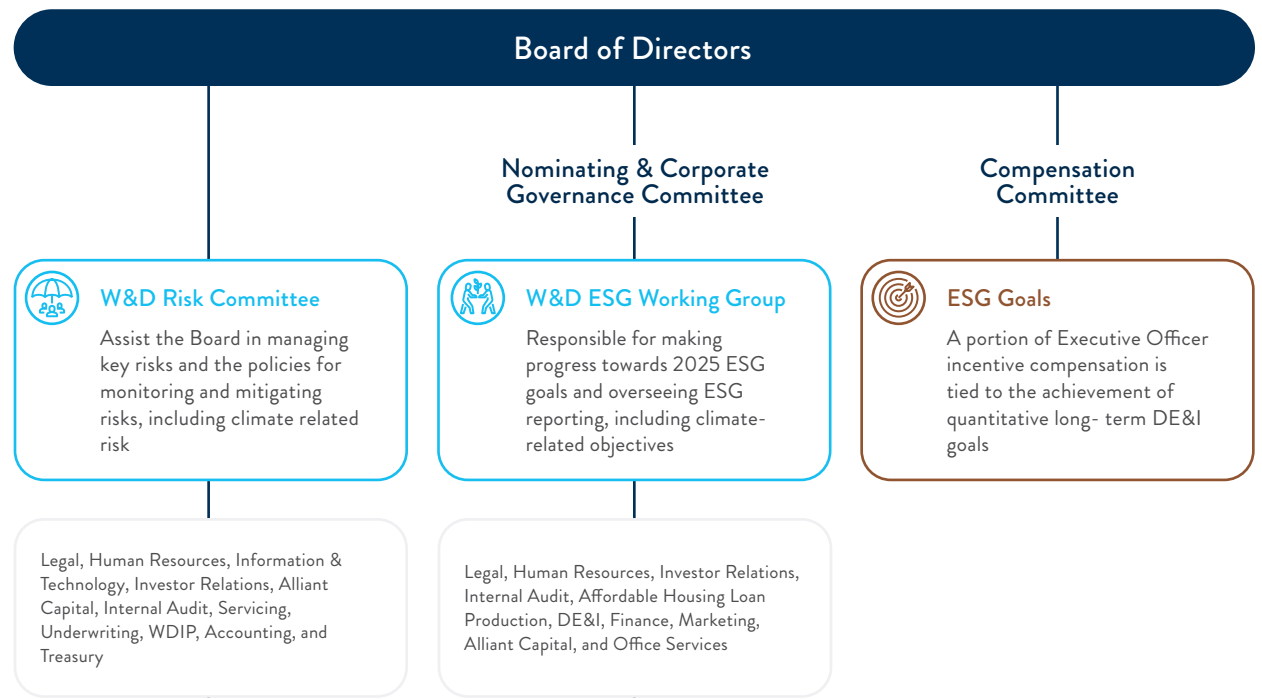 Board of Directors
Nominating & Corporate
Governance Committee
Compensation
Committee
W&D Risk Committee
Assist the Board in managing
key risks and the policies for
monitoring and mitigating
risks, including climate related
risk
W&D ESG Working Group
Responsible for making
progress towards 2025 ESG
goals and overseeing ESG
reporting, including climate-
related objectives
ESG Goals
A portion of Executive Officer
incentive compensation is
tied to the achievement of
quantitative long- term DE&I
goals
Legal, Human Resources, Information &
Technology, Investor Relations, Alliant
Capital, Internal Audit, Servicing,
Underwriting, WDIP, Accounting, and
Treasury
Legal, Human Resources, Investor Relations,
Internal Audit, Affordable Housing Loan
Production, DE&I, Finance, Marketing,
Alliant Capital, and Office Services